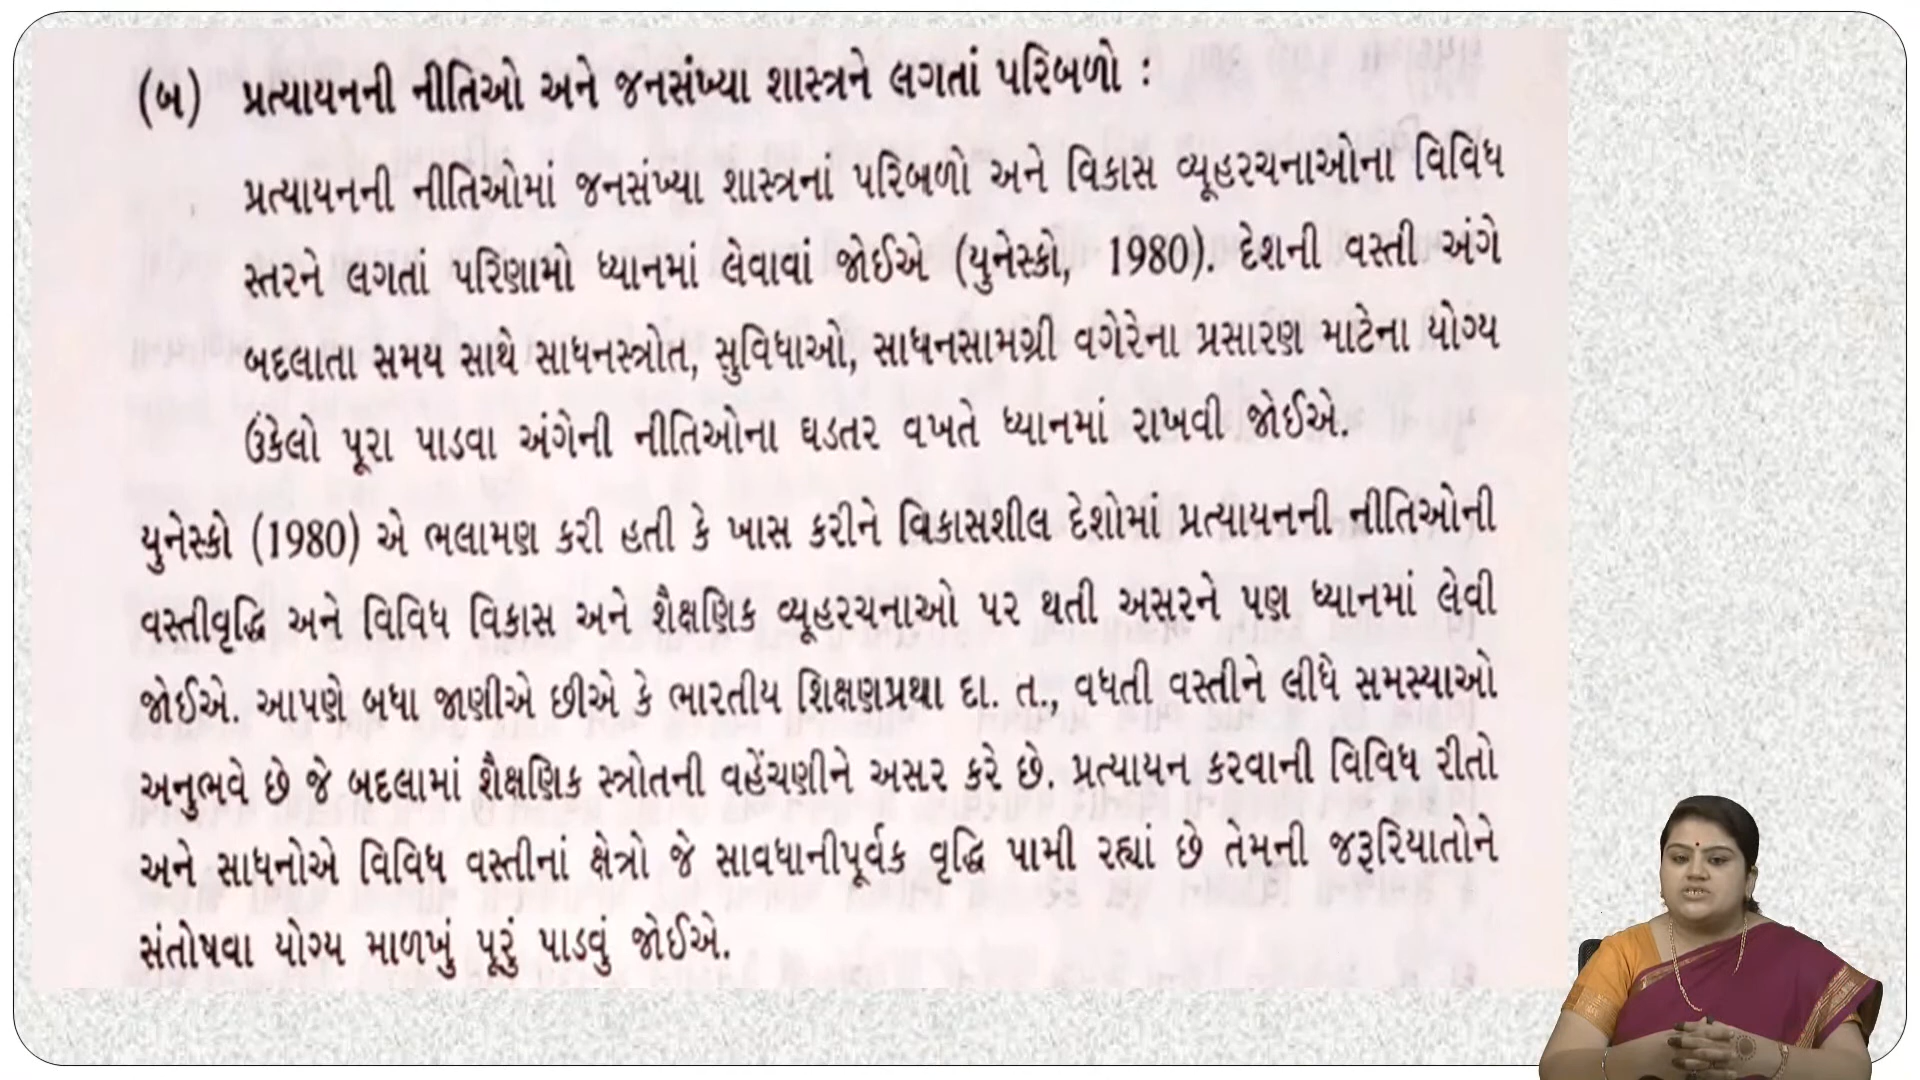 (બ) પ્રત્યાયનની નીતિઓ અને જનસંખ્યા શાસ્ત્રને લગતાં પરિબળો :
પ્રત્યાયનની નીતિઓમાં જનસંખ્યા શાસ્ત્રનાં પરિબળો અને વિકાસ વ્યૂહરચનાઓના વિવિધ
સ્તરને લગતાં પરિણામો ધ્યાનમાં લેવાવાં જોઈએ (યુનેસ્કો, 1980). દેશની વસ્તી અંગે
બદલાતા સમય સાથે સાધનસ્ત્રોત, સુવિધાઓ, સાધનસામગ્રી વગેરેના પ્રસારણ માટેના યોગ્ય
ઉંકેલો પૂરા પાડવા અંગેની નીતિઓના ઘડતર વખતે ધ્યાનમાં રાખવી જોઈએ.
યુનેસ્કો (1980) એ ભલામણ કરી હતી કે ખાસ કરીને વિકાસશીલ દેશોમાં પ્રત્યાયનની નીતિઓની
વસ્તીવૃદ્ધિ અને વિવિધ વિકાસ અને શૈક્ષણિક વ્યૂહરચનાઓ પર થતી અસરને પણ ધ્યાનમાં લેવી
જોઈએ. આપણે બધા જાણીએ છીએ કે ભારતીય શિક્ષણપ્રથા દા. ત., વધતી વસ્તીને લીધે સમસ્યાઓ
અનુભવે છે જે બદલામાં શૈક્ષણિક સ્ત્રોતની વહેંચણીને અસર કરે છે. પ્રત્યાયન કરવાની વિવિધ રીતો
અને સાધનોએ વિવિધ વસ્તીનાં ક્ષેત્રો જે સાવધાનીપૂર્વક વૃદ્ધિ પામી રહ્યાં છે તેમની જરૂરિયાતોને
સંતોષવા યોગ્ય માળખું પૂરું પાડવું જોઈએ.